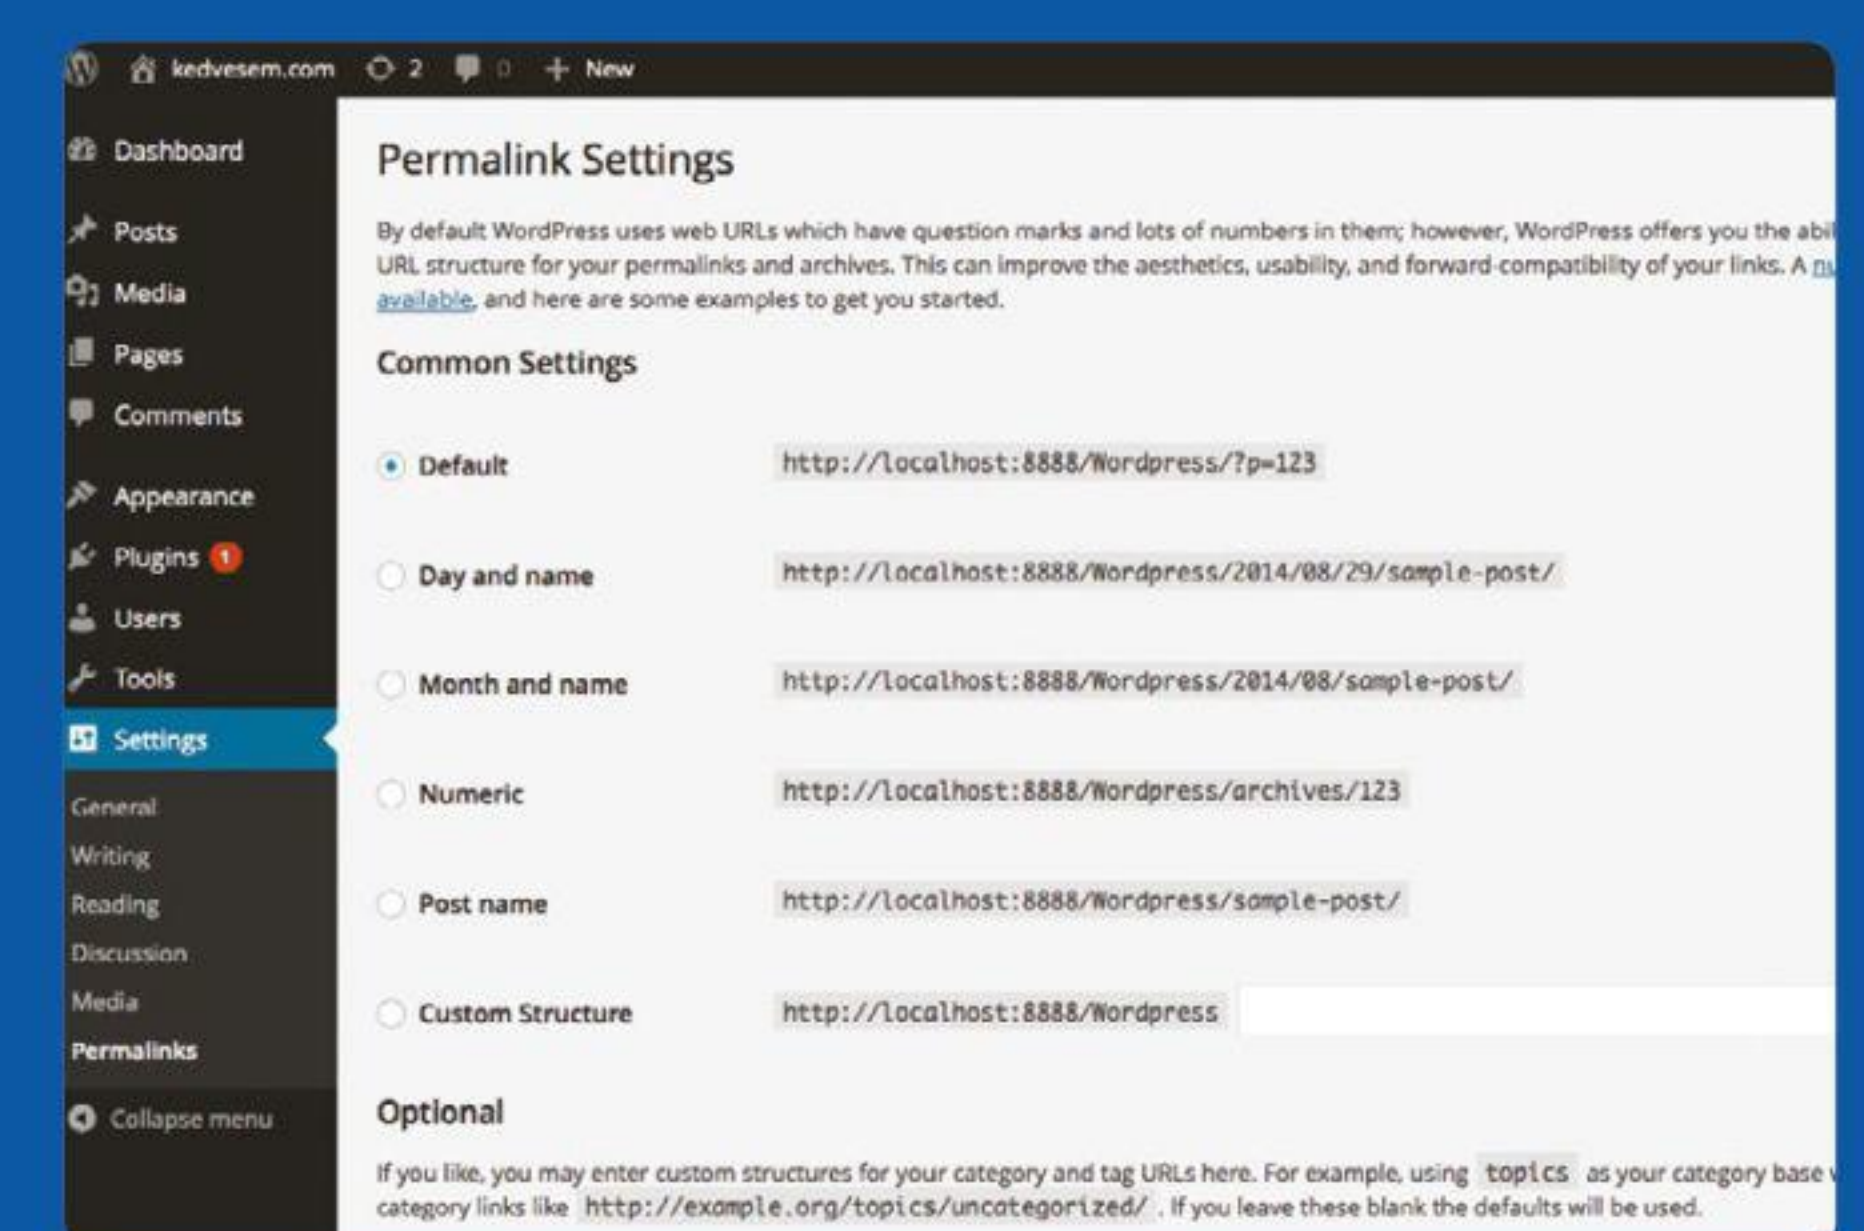 kedvesem.com 2 0 + New
Dashboard
Posts
Media
Pages
Comments
Appearance
Plugins 1
Users
Tools
Settings
General
Writing
Reading
Discussion
Media
Permalinks
Collapse menu
Permalink Settings
By default WordPress uses web URLs which have question marks and lots of numbers in them; however, WordPress offers you the abil
URL structure for your permalinks and archives. This can improve the aesthetics, usability, and forward-compatibility of your links. A
available, and here are some examples to get you started.
Common Settings
Default http://localhost:8888/Wordpress/?p=123
Day and name http://localhost:8888/Wordpress/2014/08/29/sample-post/
Month and name http://localhost:8888/Wordpress/2014/08/sample-post/
Numeric http://localhost:8888/Wordpress/archives/123
Post name http://localhost:8888/Wordpress/sample-post/
Custom Structure http://localhost:8888/Wordpress
Optional
If you like, you may enter custom structures for your category and tag URLs here. For example, using topics as your category base
category links like http://example.org/topics/uncategorized/ . If you leave these blank the defaults will be used.